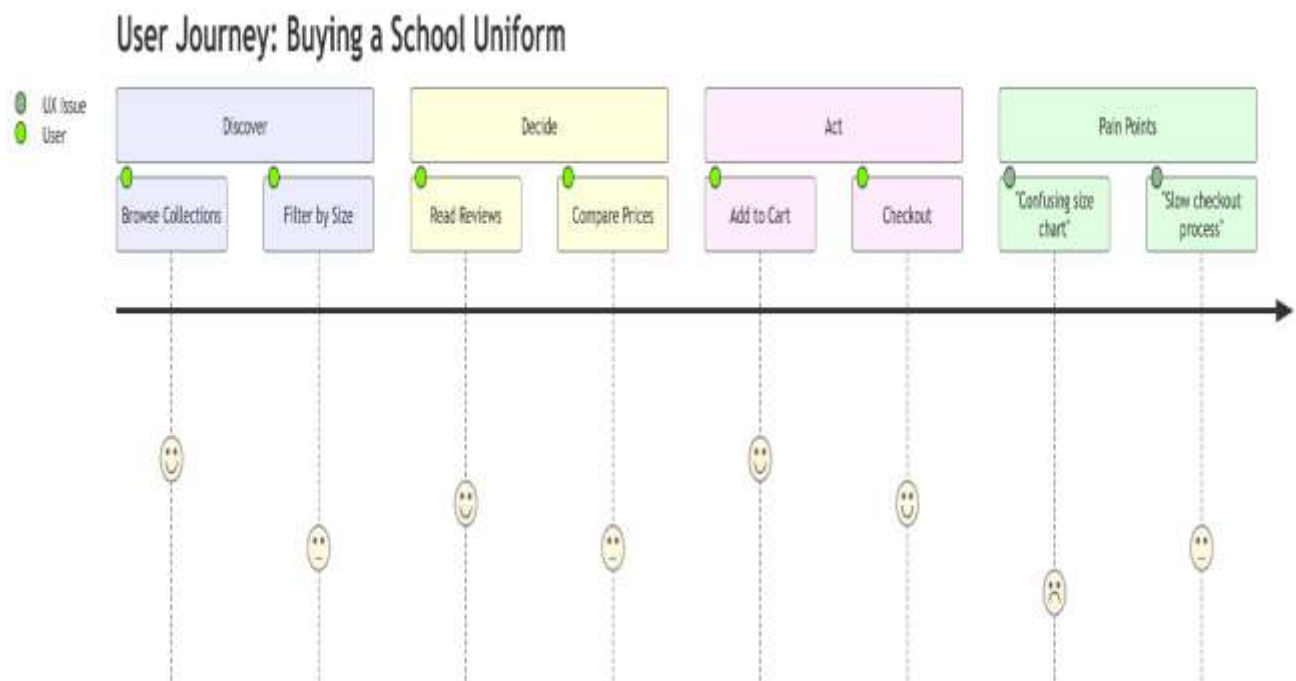 User Journey: Buying a School Uniform
UX Issue
User
Discover
Decide
Act
Pain Points
Browse Collections
Filter by Size
Read Reviews
Compare Prices
Add to Cart
Checkout
"Confusing size
chart"
"Slow checkout
process"